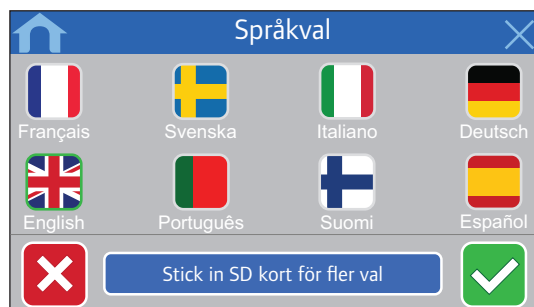 Språkval
Français Svenska Italiano Deutsch
English Português Suomi Español
Stick in SD kort för fler val